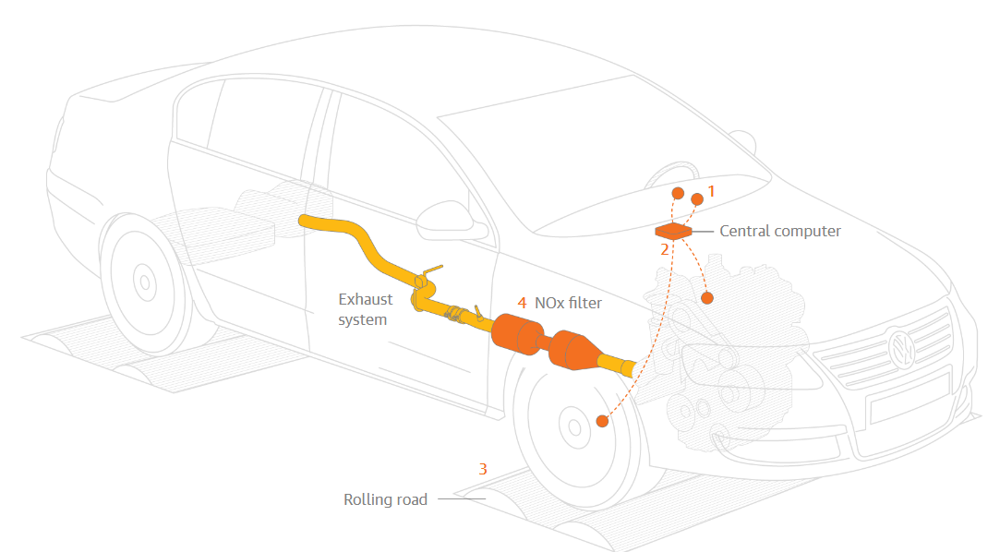 1
Central computer
2
Exhaust
system
4 NOx filter
3
Rolling road